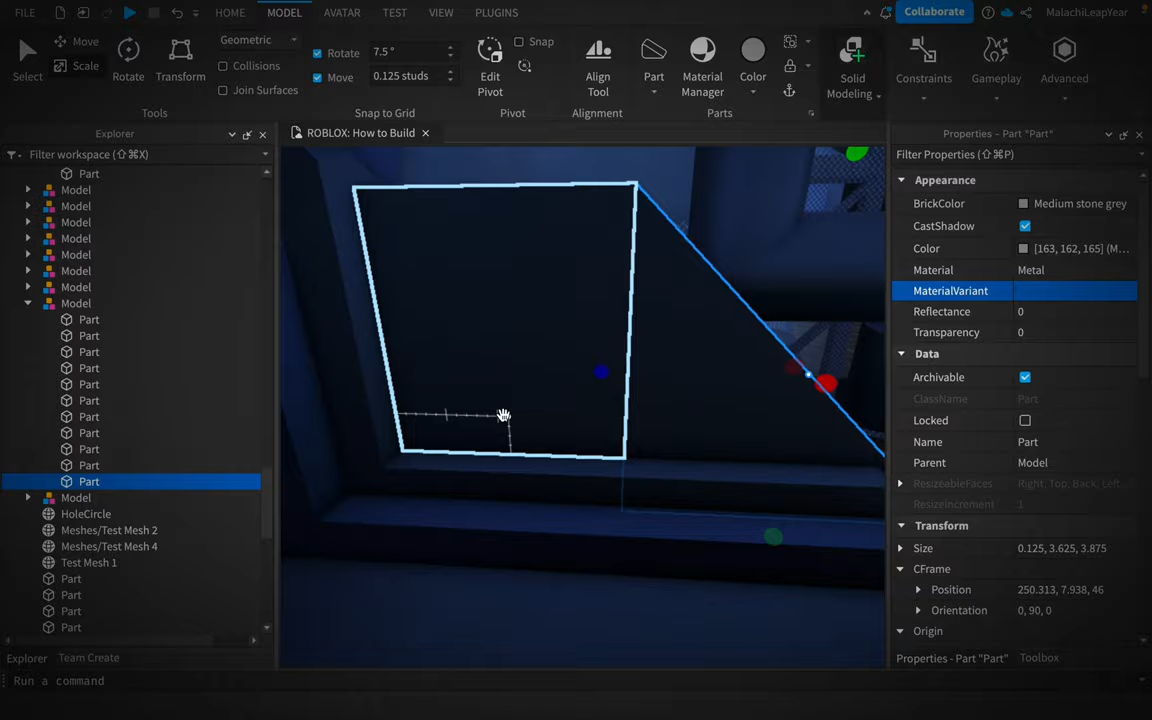 FILE HOME MODEL AVATAR TEST VIEW PLUGINS Collaborate MalachiLeapYear
Select
Move
Scale
Rotate
Transform
Geometric
Collisions
Join Surfaces
Tools
Rotate 7.5 °
Move 0.125 studs
Snap to Grid
Edit
Pivot
Snap
Pivot
Align
Tool
Alignment
Part
Material
Manager
Color
Parts
Solid
Modeling
Constraints
Gameplay
Advanced
Explorer
Filter workspace (⇧⌘X)
Part
Model
Model
Model
Model
Model
Model
Model
Model
Part
Part
Part
Part
Part
Part
Part
Part
Part
Part
Part
Model
HoleCircle
Meshes/Test Mesh 2
Meshes/Test Mesh 4
Test Mesh 1
Part
Part
Part
Part
Explorer Team Create
Run a command
ROBLOX: How to Build
Properties - Part "Part"
Filter Properties (⇧⌘P)
Appearance
BrickColor Medium stone grey
CastShadow
Color [163, 162, 165] (M...
Material Metal
MaterialVariant
Reflectance 0
Transparency 0
Data
Archivable
ClassName Part
Locked
Name Part
Parent Model
ResizeableFaces Right, Top, Back, Left...
ResizeIncrement 1
Transform
Size 0.125, 3.625, 3.875
CFrame
Position 250.313, 7.938, 46
Orientation 0, 90, 0
Origin
Properties - Part "Part" Toolbox